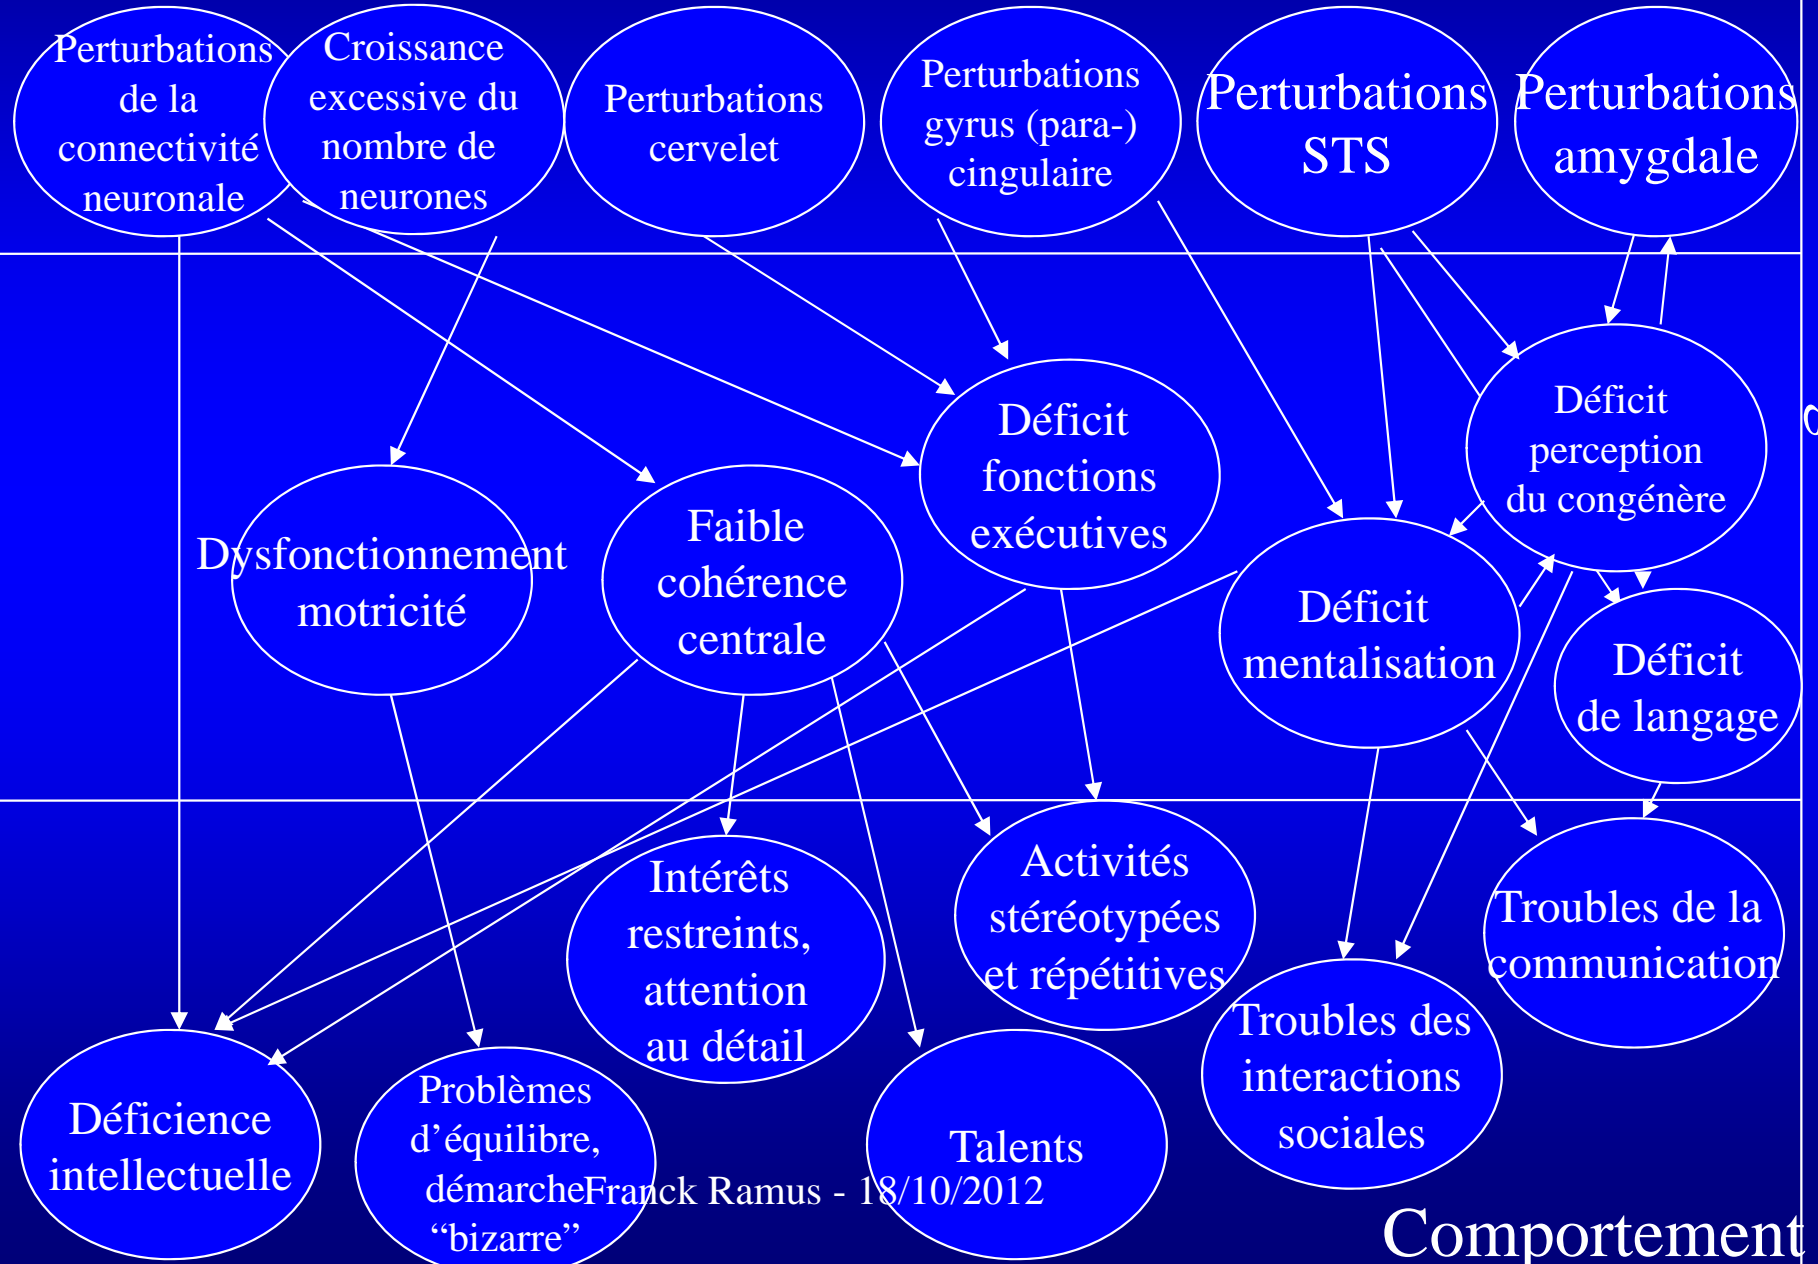 Perturbations
de la
connectivité
neuronale
Croissance
excessive du
nombre de
neurones
Perturbations
cervelet
Perturbations
gyrus (para-)
cingulaire
Perturbations
STS
Perturbations
amygdale
Déficit
perception
du congénère
Déficit
fonctions
exécutives
Dysfonctionnement
motricité
Faible
cohérence
centrale
Déficit
mentalisation
Déficit
de langage
Intérêts
restreints,
attention
au détail
Activités
stéréotypées
et répétitives
Troubles de la
communication
Troubles des
interactions
sociales
Déficience
intellectuelle
Problèmes
d’équilibre,
démarche
“bizarre”
Talents
Franck Ramus - 18/10/2012
Comportement